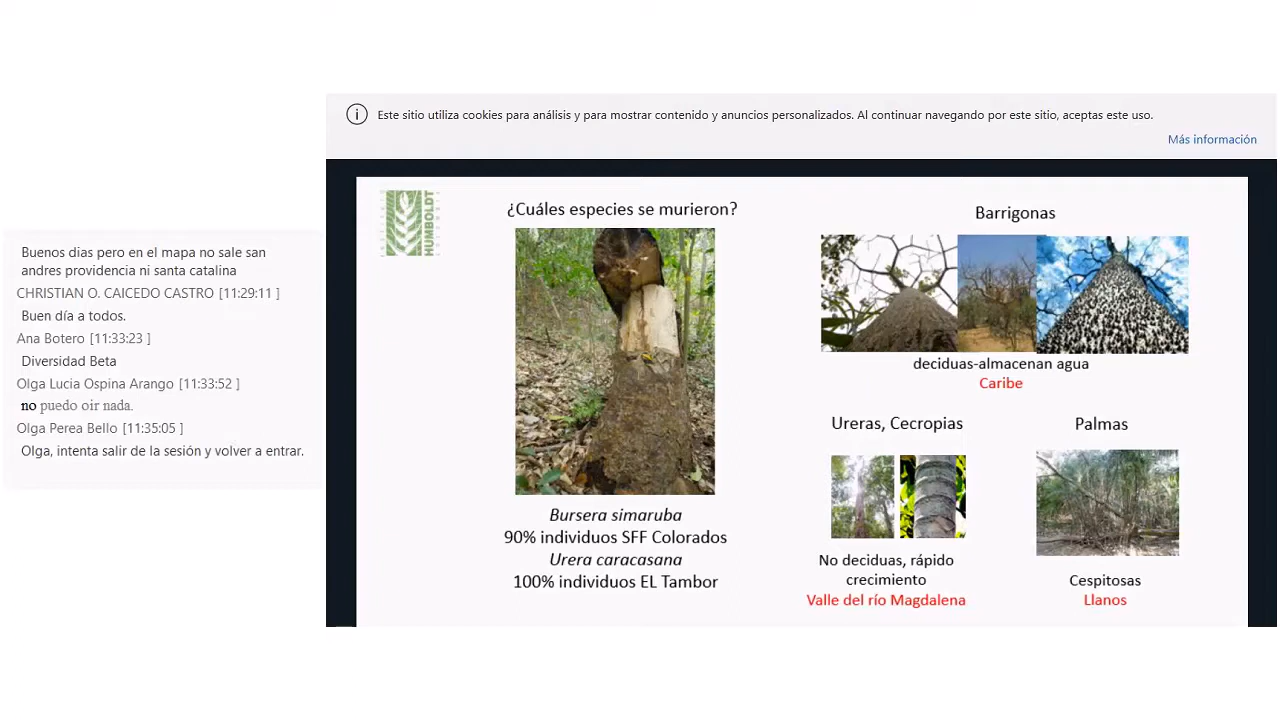 Este sitio utiliza cookies para análisis y para mostrar contenido y anuncios personalizados. Al continuar navegando por este sitio, aceptas este uso.
Más información
Buenos dias pero en el mapa no sale san
andres providencia ni santa catalina
CHRISTIAN O. CAICEDO CASTRO [11:29:11 ]
Buen día a todos.
Ana Botero [11:33:23 ]
Diversidad Beta
Olga Lucia Ospina Arango [11:33:52 ]
no puedo oir nada.
Olga Perea Bello [11:35:05 ]
Olga, intenta salir de la sesión y volver a entrar.
HUMBOLDT
¿Cuáles especies se murieron?
Bursera simaruba
90% individuos SFF Colorados
Urera caracasana
100% individuos EL Tambor
Barrigonas
deciduas-almacenan agua
Caribe
Ureras, Cecropias
No deciduas, rápido
crecimiento
Valle del río Magdalena
Palmas
Cespitosas
Llanos